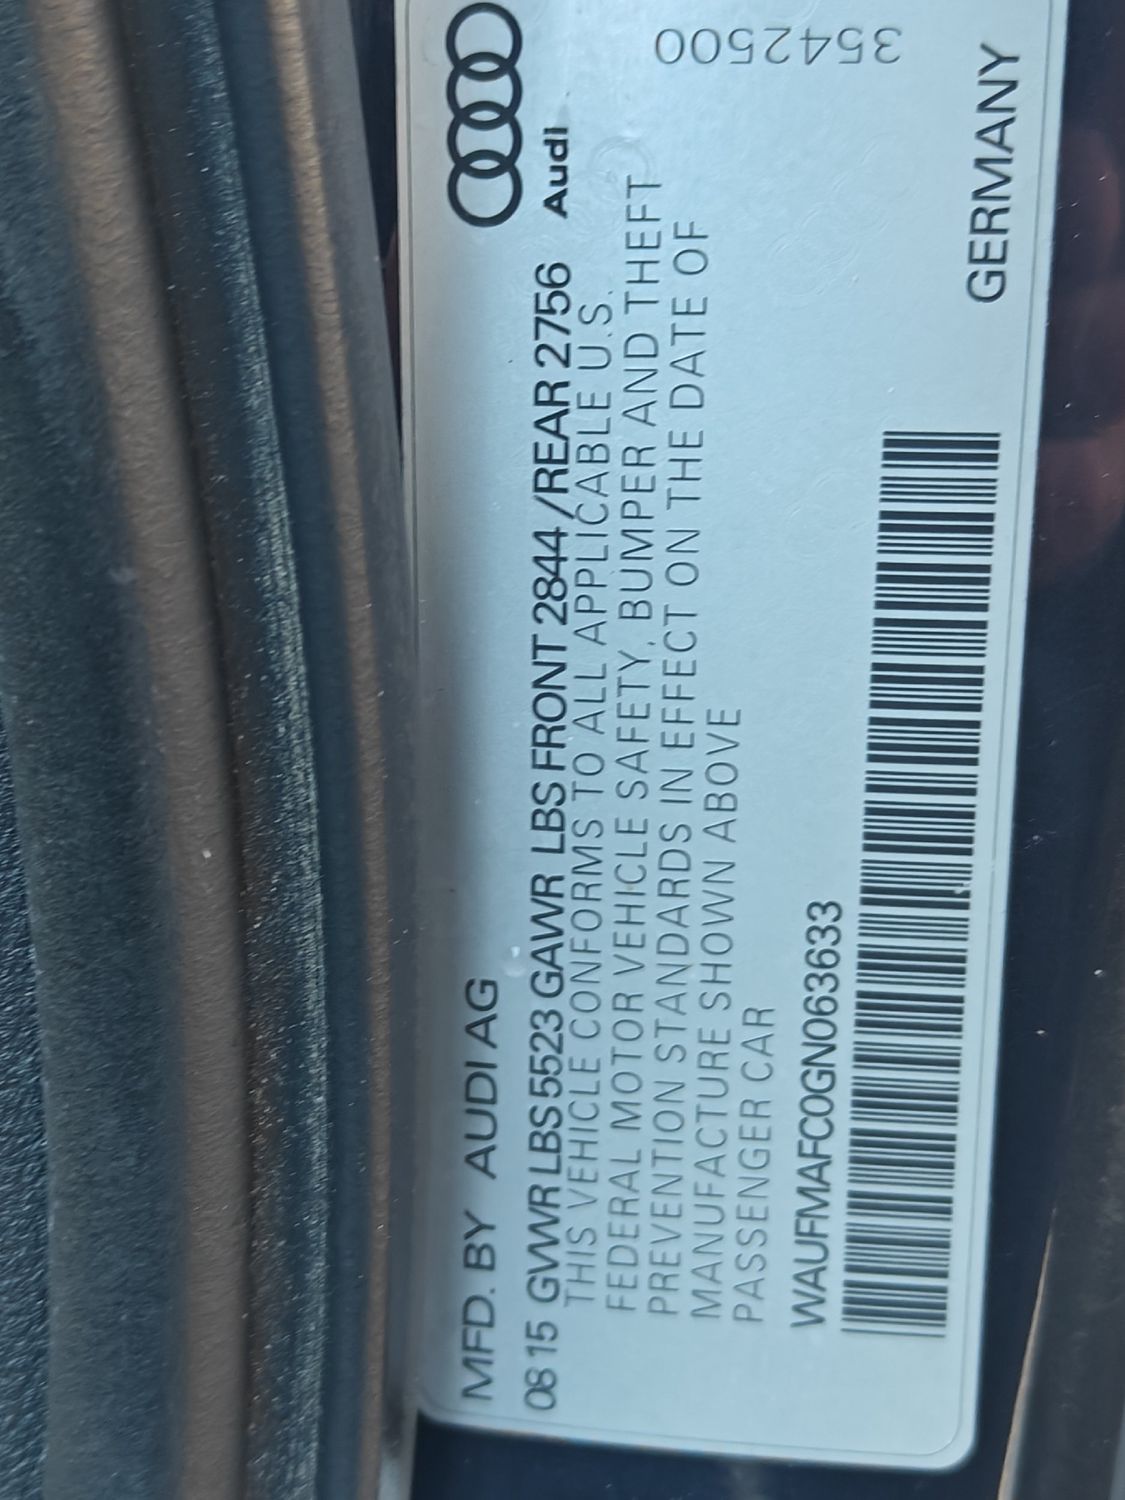 MFD. BY AUDI AG
08 15 GVWR LBS 5523 GAWR LBS FRONT 2844 /REAR 2756
Audi
THIS VEHICLE CONFORMS TO ALL APPLICABLE U.S.
FEDERAL MOTOR VEHICLE SAFETY, BUMPER AND THEFT
PREVENTION STANDARDS IN EFFECT ON THE DATE OF
MANUFACTURE SHOWN ABOVE
PASSENGER CAR
WAUFMAFC0GN063633
3542500
GERMANY